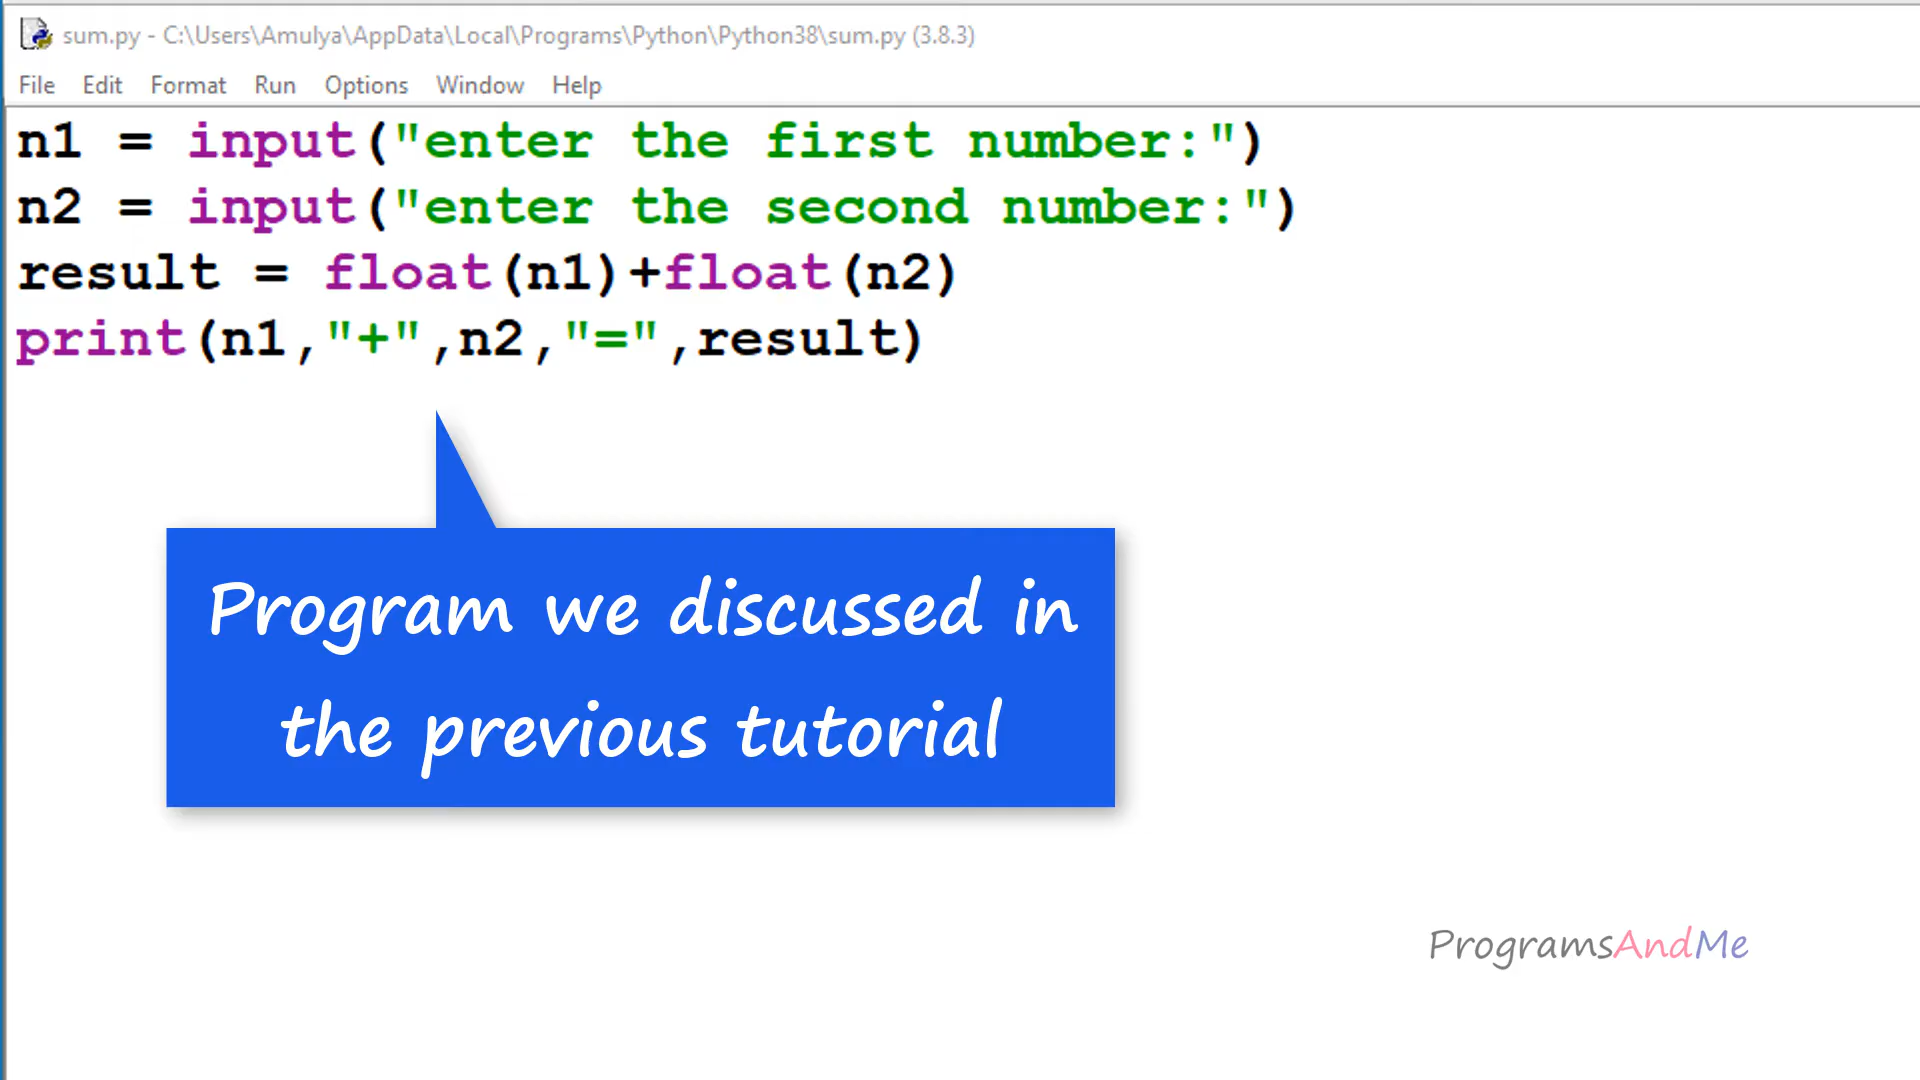 sum.py - C:\Users\Amulya\AppData\Local\Programs\Python\Python38\sum.py (3.8.3)
File Edit Format Run Options Window Help
n1 = input("enter the first number:")
n2 = input("enter the second number:")
result = float(n1)+float(n2)
print(n1,"+",n2,"=",result)
Program we discussed in
the previous tutorial
ProgramsAndMe